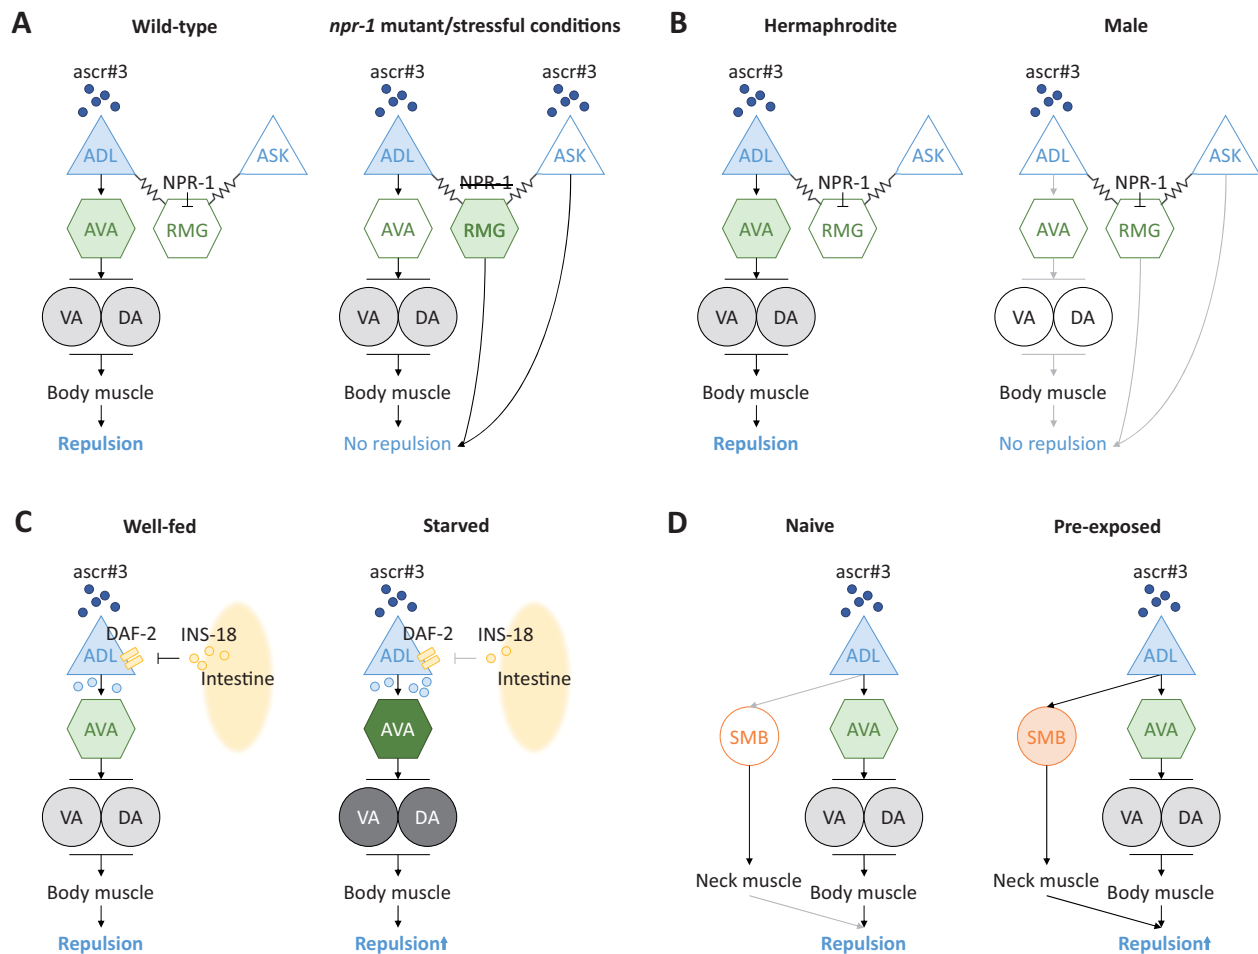 A
Wild-type
npr-1 mutant/stressful conditions
ascr#3
ascr#3
ascr#3
ADL
ASK
ADL
ASK
NPR-1
NPR-1
AVA
RMG
AVA
RMG
VA
DA
VA
DA
Body muscle
Body muscle
Repulsion
No repulsion
B
Hermaphrodite
Male
ascr#3
ascr#3
ADL
ASK
ADL
ASK
NPR-1
NPR-1
AVA
RMG
AVA
RMG
VA
DA
VA
DA
Body muscle
Body muscle
Repulsion
No repulsion
C
Well-fed
Starved
ascr#3
ascr#3
DAF-2
INS-18
DAF-2
INS-18
ADL
Intestine
ADL
Intestine
AVA
AVA
VA
DA
VA
DA
Body muscle
Body muscle
Repulsion
Repulsion⬆
D
Naive
Pre-exposed
ascr#3
ascr#3
ADL
ADL
SMB
AVA
SMB
AVA
VA
DA
VA
DA
Neck muscle
Body muscle
Neck muscle
Body muscle
Repulsion
Repulsion⬆